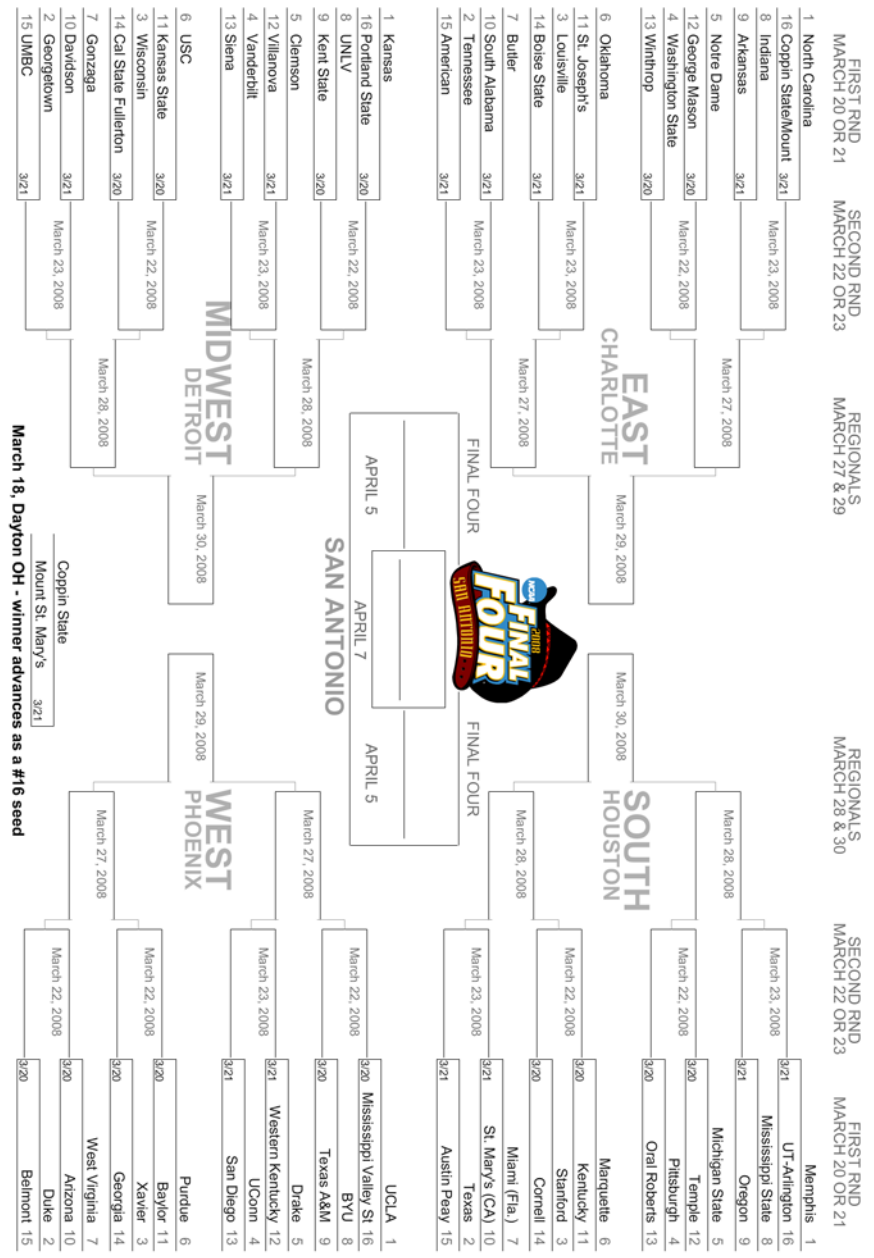 FIRST RND
MARCH 20 OR 21
SECOND RND
MARCH 22 OR 23
REGIONALS
MARCH 27 & 29
REGIONALS
MARCH 28 & 30
SECOND RND
MARCH 22 OR 23
FIRST RND
MARCH 20 OR 21
1 North Carolina
16 Coppin State/Mount 3/21
8 Indiana
9 Arkansas 3/21
5 Notre Dame
12 George Mason 3/20
4 Washington State
13 Winthrop 3/20
6 Oklahoma
11 St. Joseph's 3/21
3 Louisville
14 Boise State 3/21
7 Butler
10 South Alabama 3/21
2 Tennessee
15 American 3/21
March 23, 2008
March 22, 2008
March 23, 2008
March 23, 2008
March 27, 2008
March 27, 2008
March 29, 2008
EAST
CHARLOTTE
1 Kansas
16 Portland State 3/20
8 UNLV
9 Kent State 3/20
5 Clemson
12 Villanova 3/21
4 Vanderbilt
13 Siena 3/21
6 USC
11 Kansas State 3/20
3 Wisconsin
14 Cal State Fullerton 3/20
7 Gonzaga
10 Davidson 3/21
2 Georgetown
15 UMBC 3/21
March 22, 2008
March 23, 2008
March 22, 2008
March 23, 2008
March 28, 2008
March 28, 2008
March 30, 2008
MIDWEST
DETROIT
FINAL FOUR
APRIL 5
NCAA
2008
FINAL
FOUR
SAN ANTONIO
APRIL 7
SAN ANTONIO
FINAL FOUR
APRIL 5
Memphis 1
3/21 UT-Arlington 16
Mississippi State 8
3/21 Oregon 9
Michigan State 5
3/20 Temple 12
Pittsburgh 4
3/20 Oral Roberts 13
Marquette 6
3/20 Kentucky 11
Stanford 3
3/20 Cornell 14
Miami (Fla.) 7
3/21 St. Mary's (CA) 10
Texas 2
3/21 Austin Peay 15
March 23, 2008
March 22, 2008
March 22, 2008
March 23, 2008
March 28, 2008
March 28, 2008
March 30, 2008
SOUTH
HOUSTON
UCLA 1
3/20 Mississippi Valley St 16
BYU 8
3/20 Texas A&M 9
Drake 5
3/21 Western Kentucky 12
UConn 4
3/21 San Diego 13
Purdue 6
3/20 Baylor 11
Xavier 3
3/20 Georgia 14
West Virginia 7
3/20 Arizona 10
Duke 2
3/20 Belmont 15
March 22, 2008
March 23, 2008
March 22, 2008
March 22, 2008
March 27, 2008
March 27, 2008
March 29, 2008
WEST
PHOENIX
Coppin State
Mount St. Mary's 3/21
March 18, Dayton OH - winner advances as a #16 seed